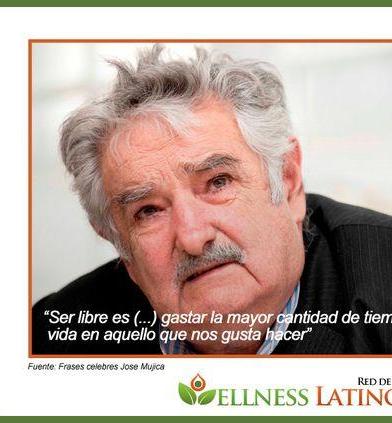 “Ser libre es (...) gastar la mayor cantidad de tiem
vida en aquello que nos gusta hacer”
Fuente: Frases celebres Jose Mujica
RED DE
WELLNESS LATINO